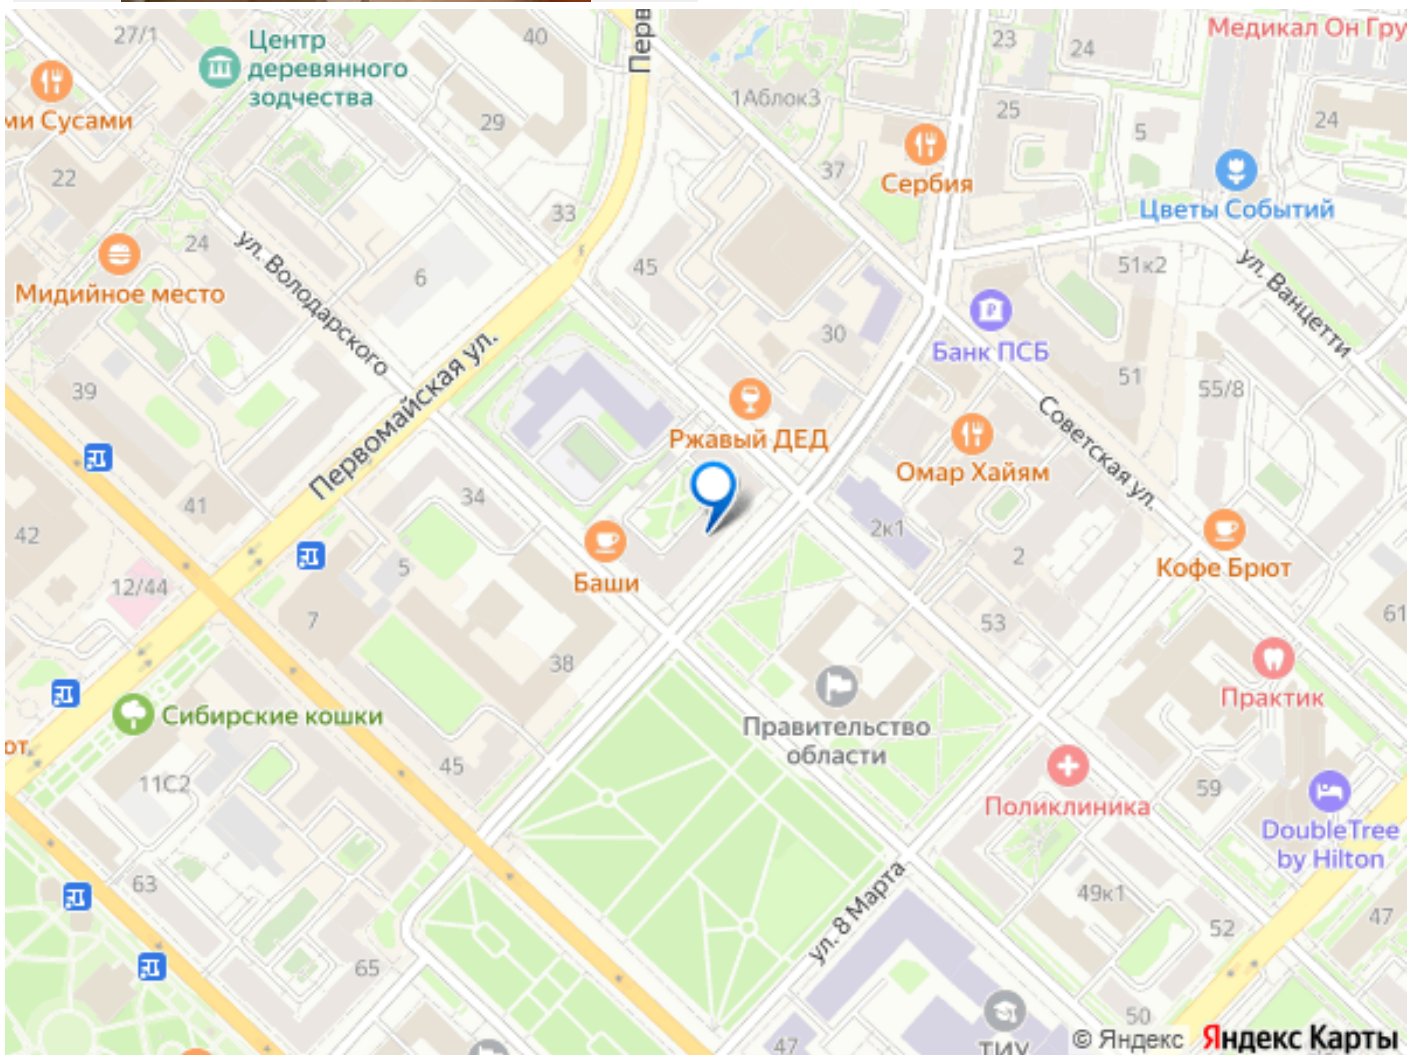 27/1
Центр
деревянного
зодчества
40
Перв
23
24
Медикал Он Гру
ми Сусами
29
1Аблок3
25
5
24
22
37
Сербия
Цветы Событий
24
33
ул. Володарского
6
45
51к2
ул. Ванцетти
Мидийное место
30
Банк ПСБ
39
Первомайская ул.
51
55/8
Ржавый ДЕД
Советская ул.
Омар Хайям
41
34
42
2к1
2
12/44
5
Баши
Кофе Брют
7
53
61
38
Практик
Сибирские кошки
Правительство
области
от
45
11С2
59
Поликлиника
DoubleTree
by Hilton
63
49к1
ул. 8 Марта
52
47
65
50
47
ТИУ
© Яндекс Яндекс Карты